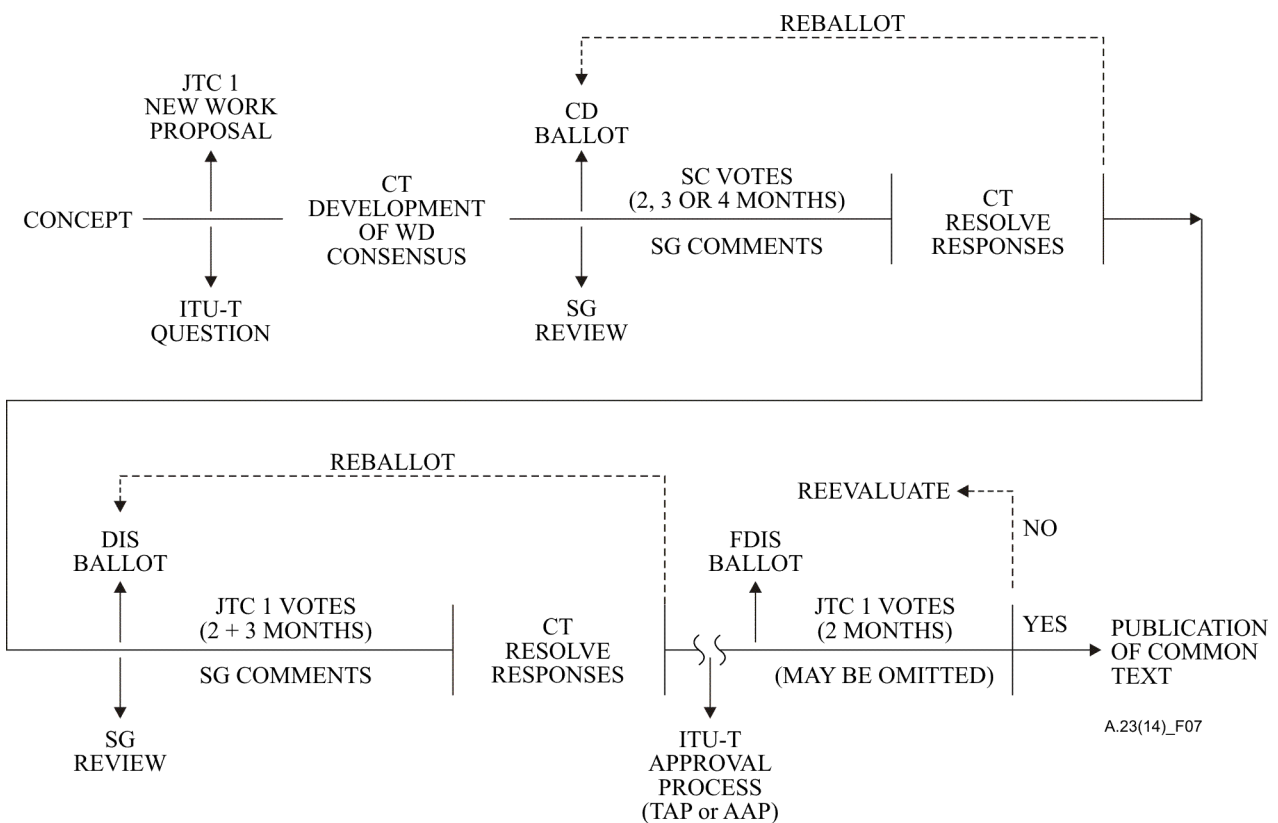 REBALLOT
JTC 1
NEW WORK
PROPOSAL
CD
BALLOT
CONCEPT
CT
DEVELOPMENT
OF WD
CONSENSUS
SC VOTES
(2, 3 OR 4 MONTHS)
SG COMMENTS
CT
RESOLVE
RESPONSES
ITU-T
QUESTION
SG
REVIEW
REBALLOT
REEVALUATE
NO
DIS
BALLOT
FDIS
BALLOT
JTC 1 VOTES
(2 + 3 MONTHS)
SG COMMENTS
CT
RESOLVE
RESPONSES
JTC 1 VOTES
(2 MONTHS)
(MAY BE OMITTED)
YES
PUBLICATION
OF COMMON
TEXT
SG
REVIEW
ITU-T
APPROVAL
PROCESS
(TAP or AAP)
A.23(14)_F07